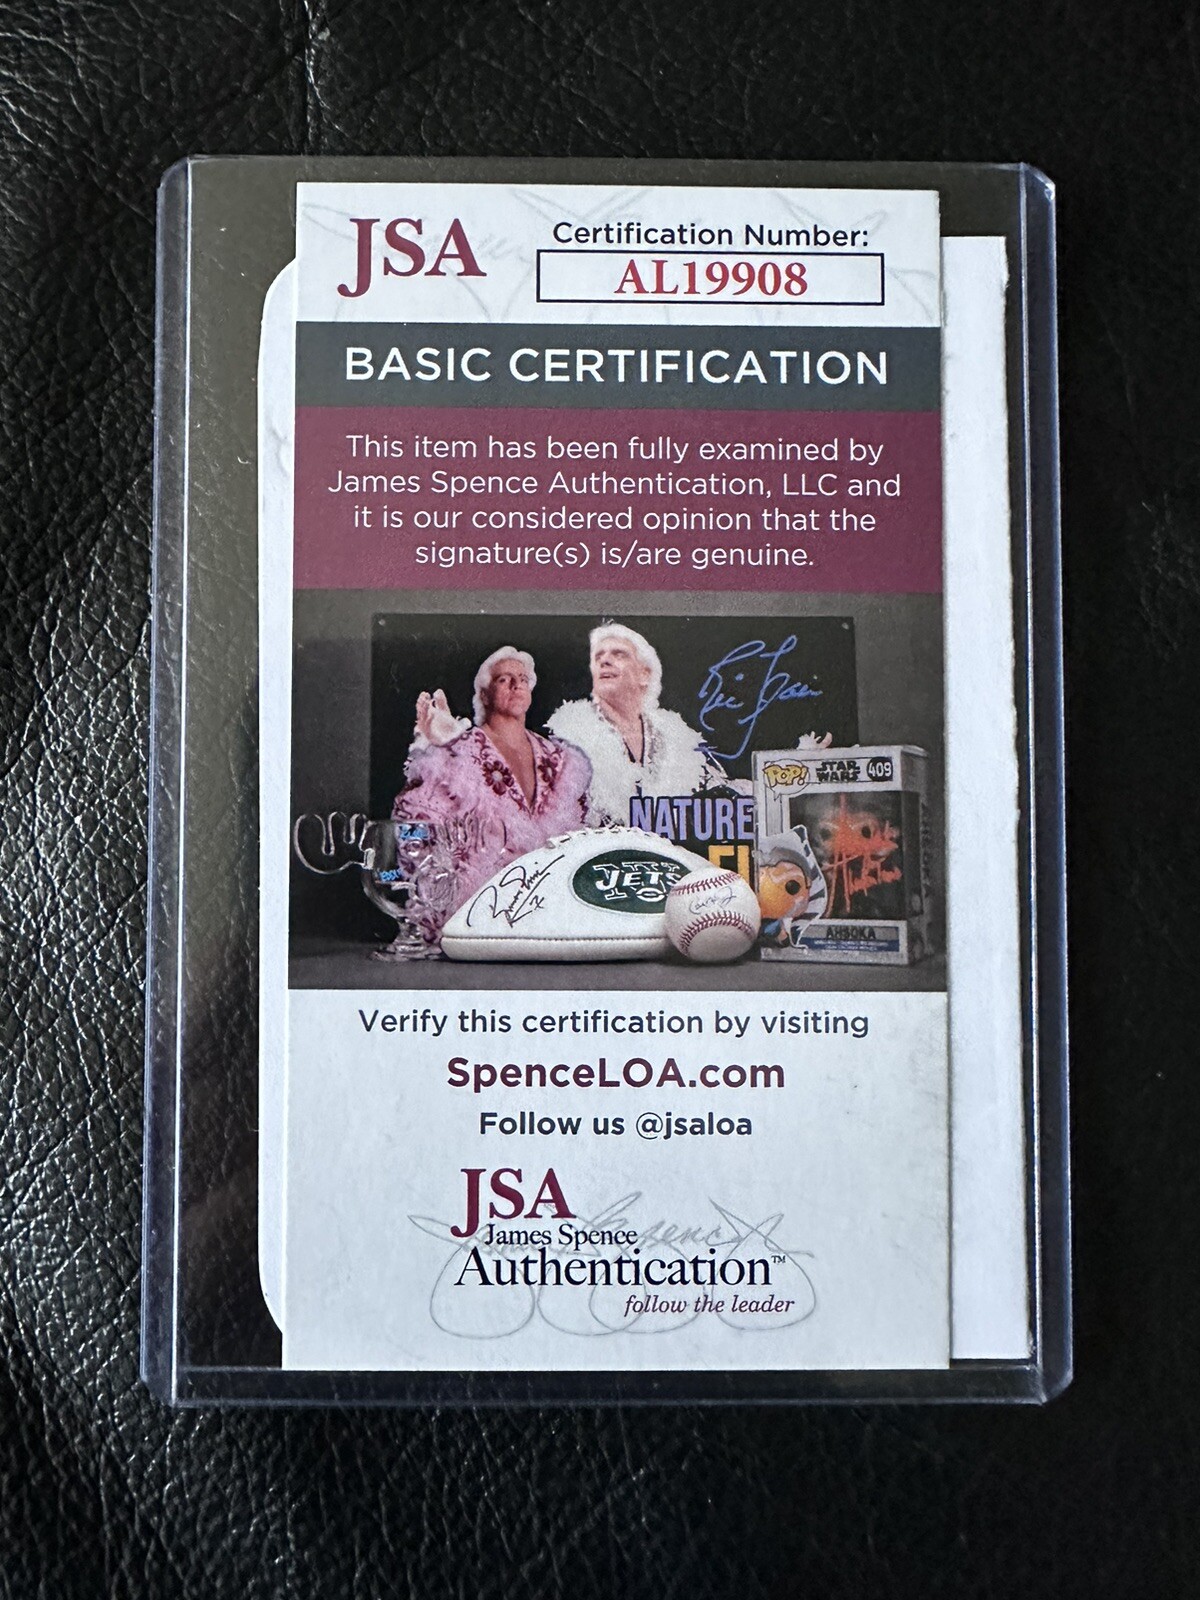 JSA
Certification Number:
AL19908
BASIC CERTIFICATION
This item has been fully examined by
James Spence Authentication, LLC and
it is our considered opinion that the
signature(s) is/are genuine.
Ric Flair
POP!
STAR
WARS
409
NATURE
JETS
AHSOKA
Verify this certification by visiting
SpenceLOA.com
Follow us @jsaloa
JSA
James Spence
Authentication™
follow the leader